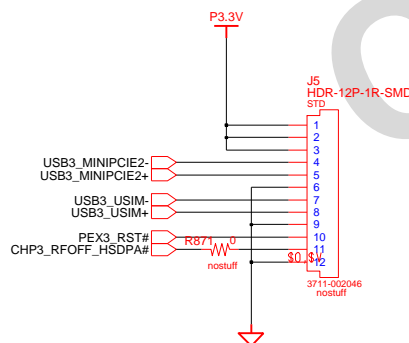 P3.3V
J5
HDR-12P-1R-SMD
STD
1
2
3
USB3_MINIPCIE2- 4
USB3_MINIPCIE2+ 5
6
USB3_USIM- 7
USB3_USIM+ 8
9
PEX3_RST# 10
R871 0
CHP3_RFOFF_HSDPA# 11
nostuff
12
3711-002046
nostuff